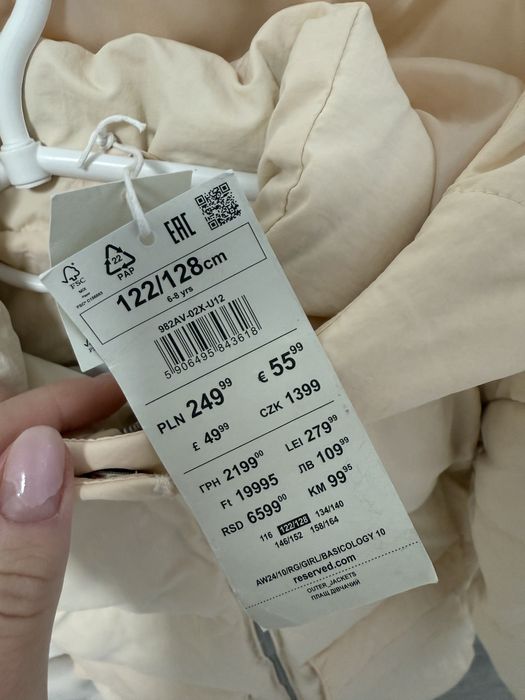 FSC
MIX
22
PAP
EAC
122/128cm
6-8 yrs
982AV-02X-U12
5 906495 843618
PLN 249⁹⁹ € 55⁹⁹
£ 49⁹⁹ CZK 1399
ГРН 2199⁰⁰ LEI 279⁹⁹
Ft 19995 ЛВ 109⁹⁹
RSD 6599⁰⁰ KM 99⁹⁵
116 122/128 134/140
146/152 158/164
AW24/10/RG/GIRL/BASICOLOGY 10
reserved.com
OUTER_JACKETS
ПЛАЩ ДІВЧАЧИЙ